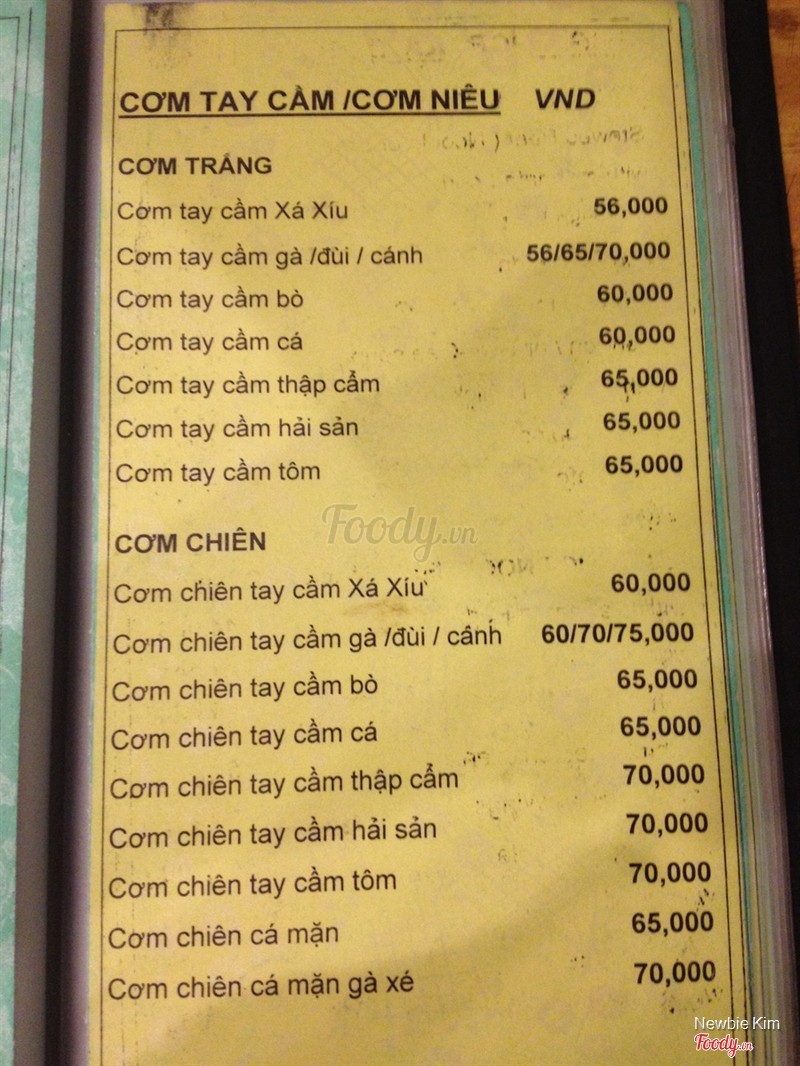 CƠM TAY CẦM /CƠM NIÊU VND
CƠM TRẮNG
Cơm tay cầm Xá Xíu 56,000
Cơm tay cầm gà /đùi / cánh 56/65/70,000
Cơm tay cầm bò 60,000
Cơm tay cầm cá 60,000
Cơm tay cầm thập cẩm 65,000
Cơm tay cầm hải sản 65,000
Cơm tay cầm tôm 65,000
Foody.vn
CƠM CHIÊN
Cơm chiên tay cầm Xá Xíu 60,000
Cơm chiên tay cầm gà /đùi / cánh 60/70/75,000
Cơm chiên tay cầm bò 65,000
Cơm chiên tay cầm cá 65,000
Cơm chiên tay cầm thập cẩm 70,000
Cơm chiên tay cầm hải sản 70,000
Cơm chiên tay cầm tôm 70,000
Cơm chiên cá mặn 65,000
Cơm chiên cá mặn gà xé 70,000
Newbie Kim
Foody.vn